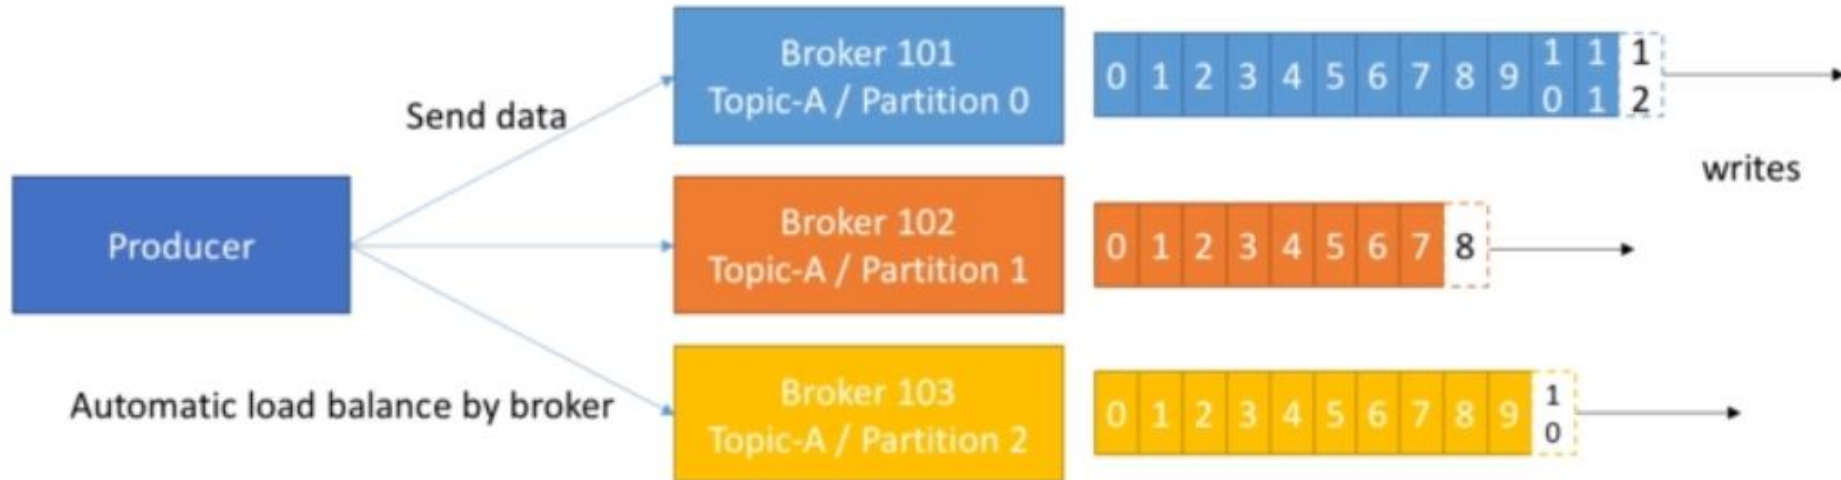 Send data
Producer
Automatic load balance by broker
Broker 101
Topic-A / Partition 0
0 1 2 3 4 5 6 7 8 9 10 11 12
writes
Broker 102
Topic-A / Partition 1
0 1 2 3 4 5 6 7 8
Broker 103
Topic-A / Partition 2
0 1 2 3 4 5 6 7 8 9 10